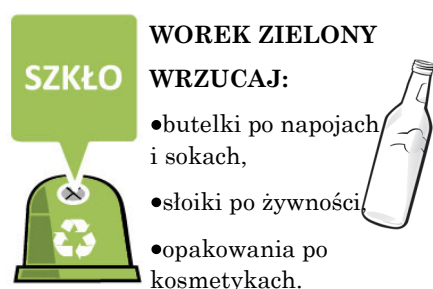 SZKŁO
WOREK ZIELONY
WRZUCAJ:
•butelki po napojach
i sokach,
•słoiki po żywności,
•opakowania po
kosmetykach.